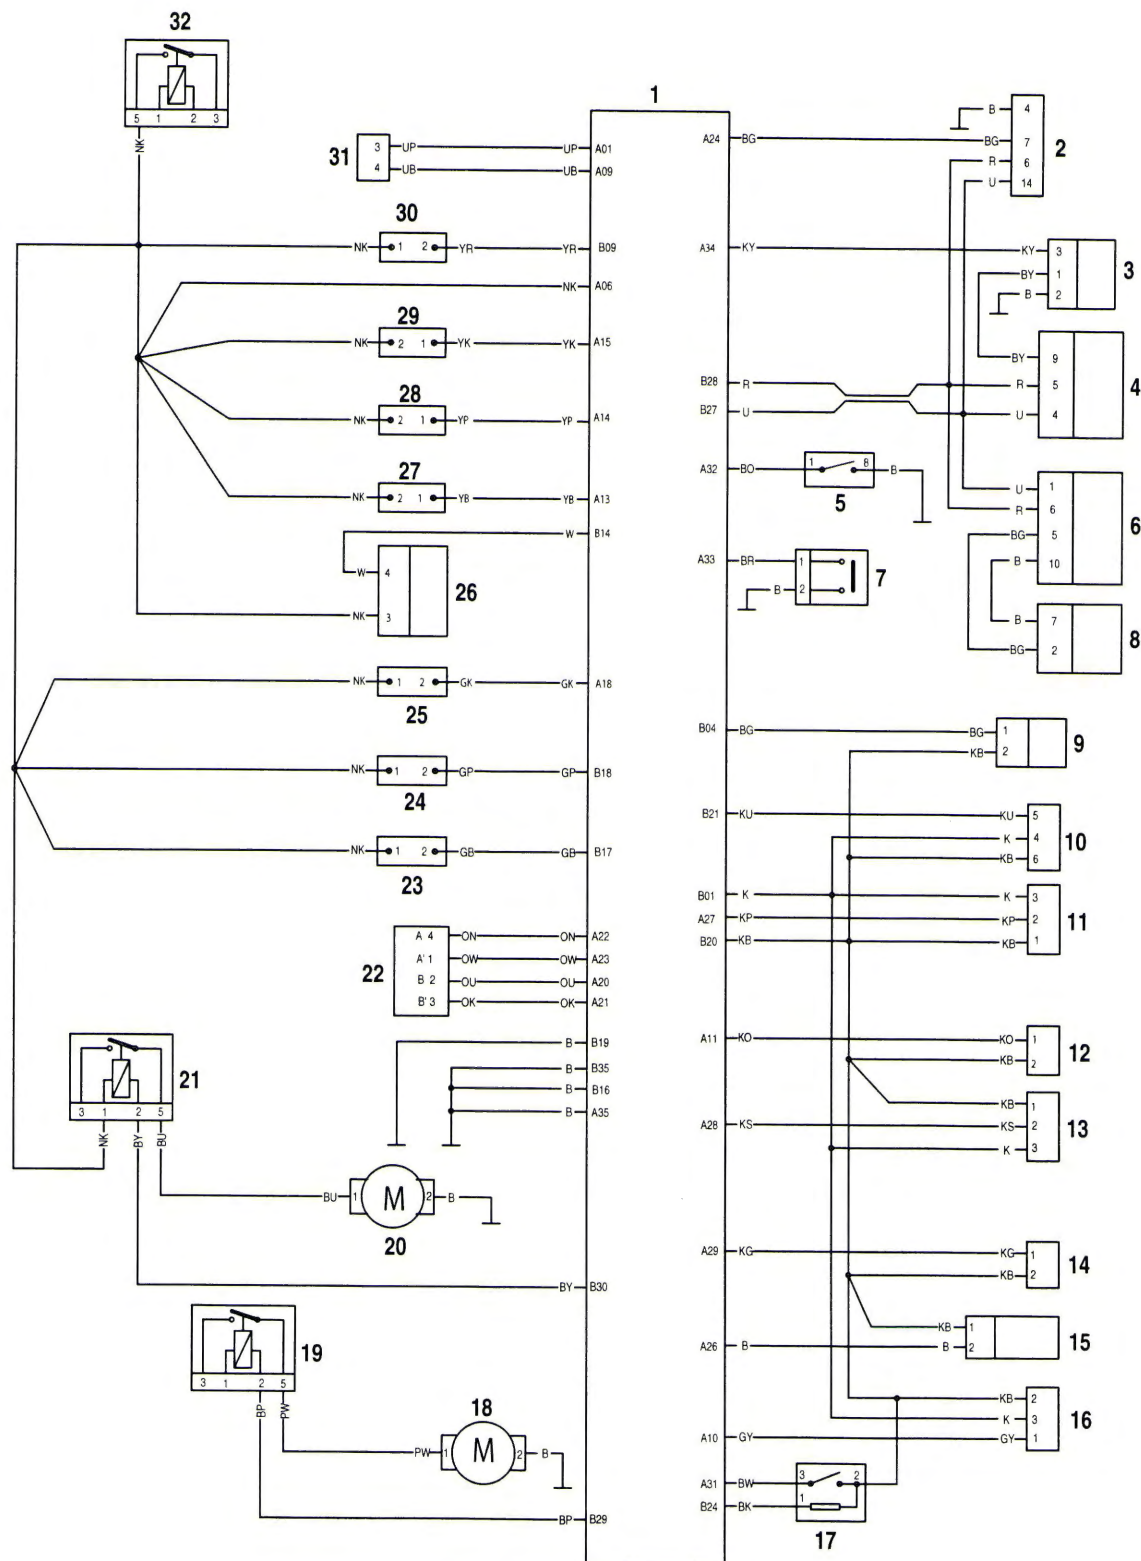 32
5 1 2 3
NK
1
31
3 UP UP A01
4 UB UB A09
A24 BG
B 4
BG 7
R 6
U 14
2
30
NK 1 2 YR YR B09
A34 KY
KY 3
BY 1
B 2
3
NK A06
29
NK 2 1 YK YK A15
BY 9
R 5
U 4
4
28
NK 2 1 YP YP A14
B28 R
B27 U
27
NK 2 1 YB YB A13
A32 BO 1 8 B
5
U 1
R 6
BG 5
B 10
6
W B14
W 4
NK 3
26
A33 BR 1
B 2
7
B 7
BG 2
8
NK 1 2 GK GK A18
25
B04 BG BG 1
KB 2
9
NK 1 2 GP GP B18
24
B21 KU KU 5
K 4
KB 6
10
NK 1 2 GB GB B17
23
B01 K K 3
A27 KP KP 2
B20 KB KB 1
11
22
A 4 ON ON A22
A' 1 OW OW A23
B 2 OU OU A20
B' 3 OK OK A21
B B19
B B35
B B16
B A35
A11 KO KO 1
KB 2
12
21
3 1 2 5
NK BY BU
KB 1
A28 KS KS 2
K 3
13
BU 1 M 2 B
20
A29 KG KG 1
KB 2
14
BY B30
19
3 1 2 5
BP PW
KB 1
A26 B B 2
15
18
PW 1 M 2 B
KB 2
K 3
A10 GY GY 1
16
A31 BW 3 2
B24 BK 1
17
BP B29